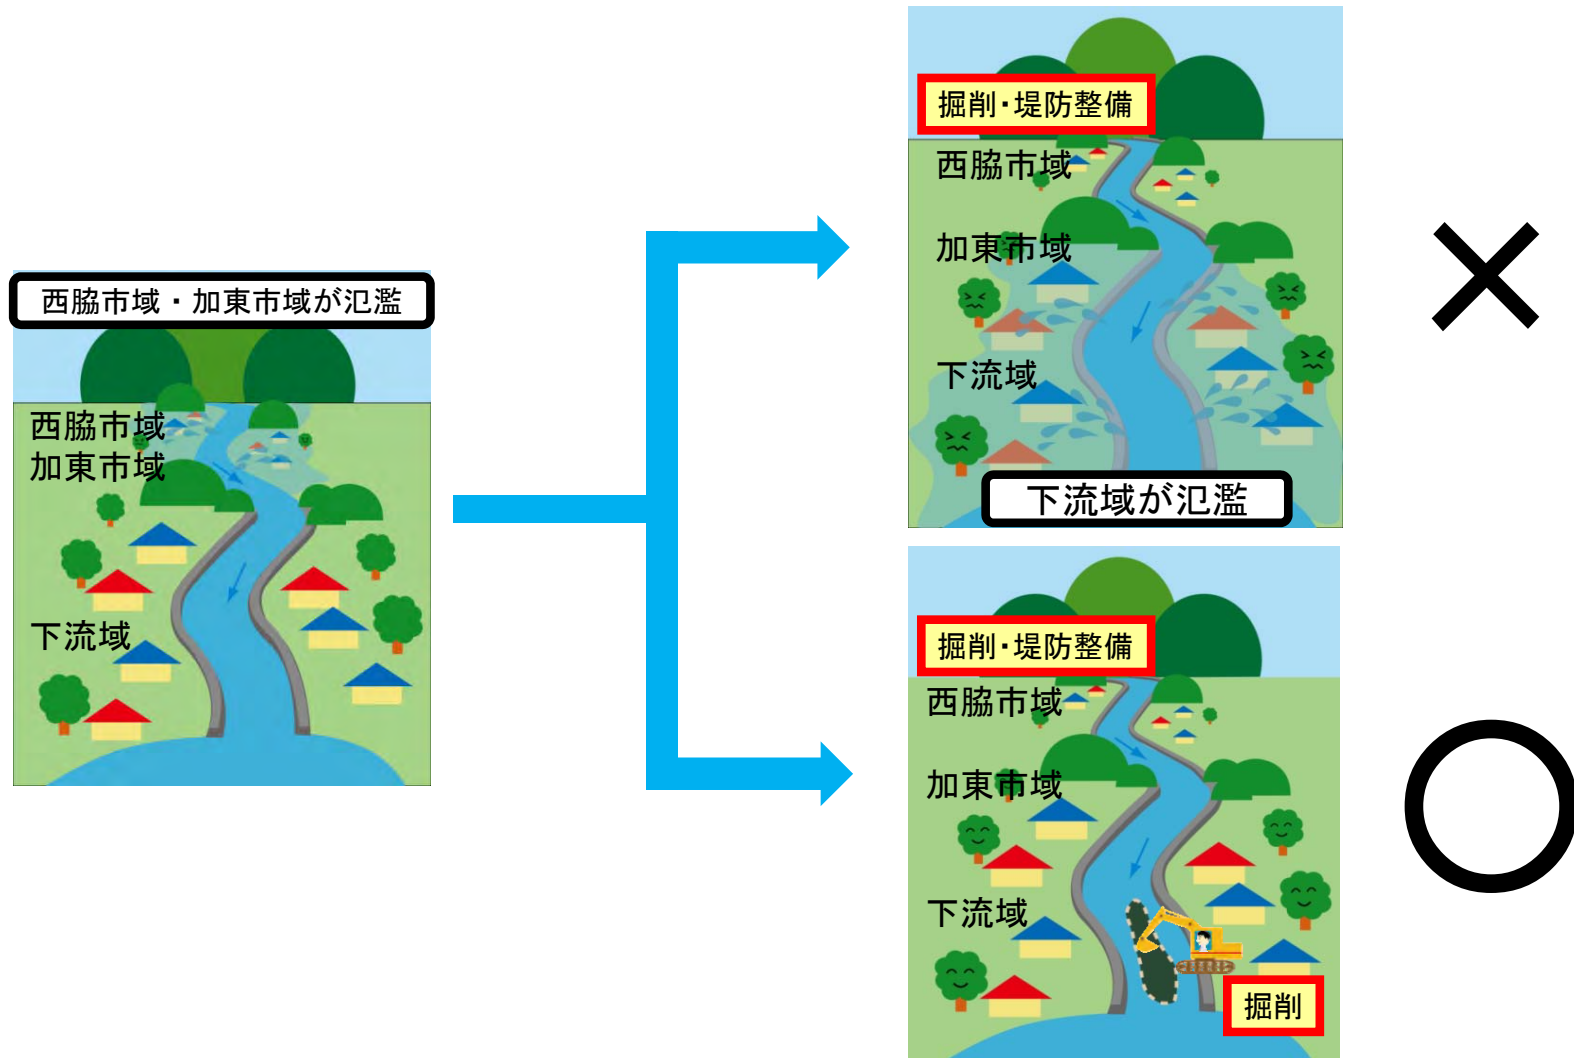 西脇市域・加東市域が氾濫
西脇市域
加東市域
下流域
掘削・堤防整備
西脇市域
加東市域
下流域
下流域が氾濫
×
掘削・堤防整備
西脇市域
加東市域
下流域
掘削
○